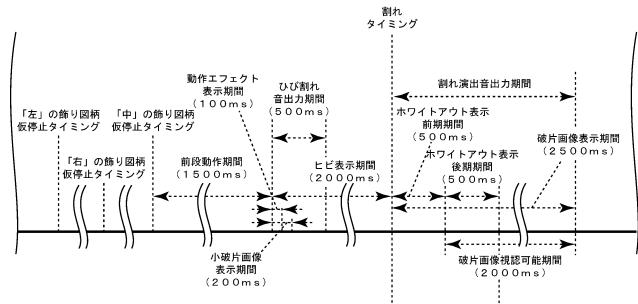 割れ
タイミング
動作エフェクト
表示期間
(100ms)
ひび割れ
音出力期間
(500ms)
割れ演出音出力期間
「左」の飾り図柄
仮停止タイミング
「中」の飾り図柄
仮停止タイミング
ホワイトアウト表示
前期期間
(500ms)
破片画像表示期間
(2500ms)
「右」の飾り図柄
仮停止タイミング
前段動作期間
(1500ms)
ヒビ表示期間
(2000ms)
ホワイトアウト表示
後期期間
(500ms)
小破片画像
表示期間
(200ms)
破片画像視認可能期間
(2000ms)